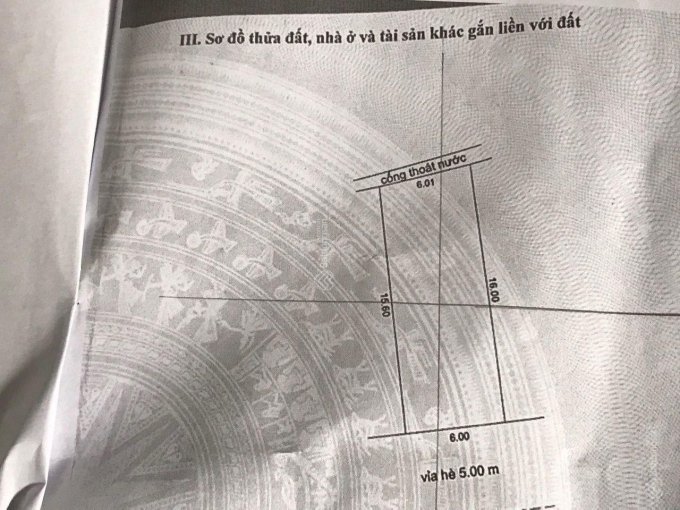 III. Sơ đồ thửa đất, nhà ở và tài sản khác gắn liền với đất
cống thoát nước
6.01
15.60
16.00
6.00
vỉa hè 5.00 m